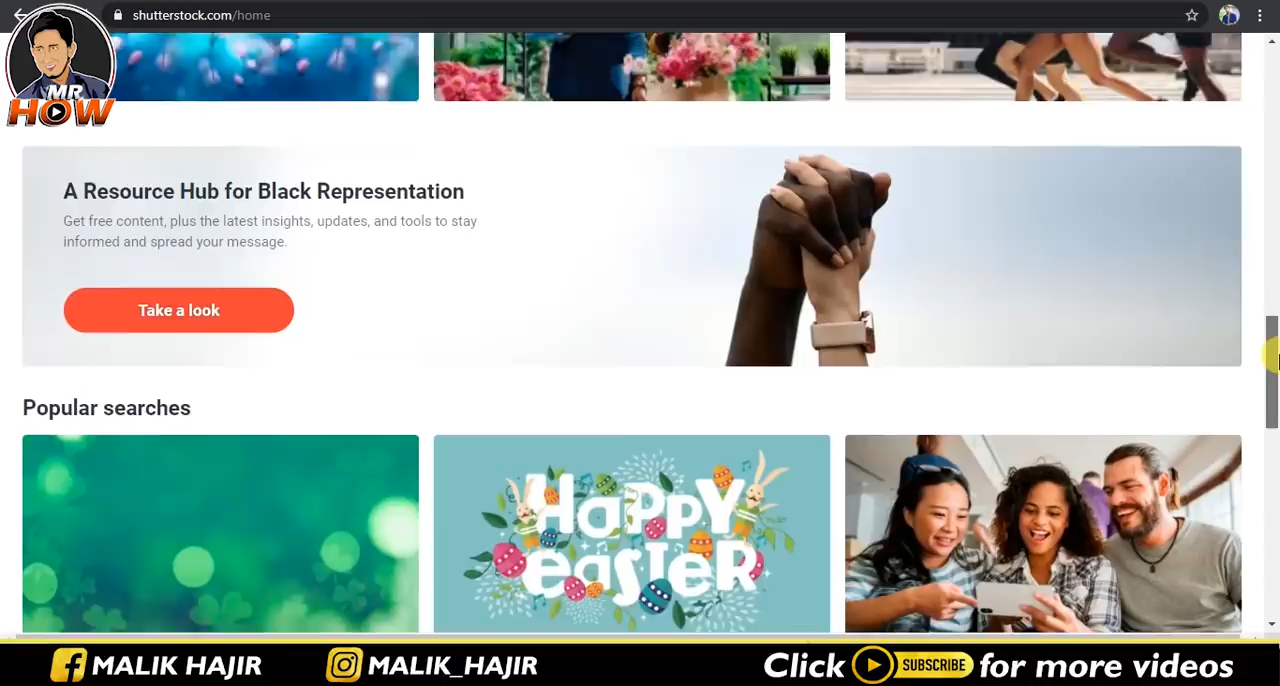 shutterstock.com/home
MR
HOW
A Resource Hub for Black Representation
Get free content, plus the latest insights, updates, and tools to stay
informed and spread your message.
Take a look
Popular searches
HaPPY
easTeR
MALIK HAJIR
MALIK_HAJIR
Click SUBSCRIBE for more videos